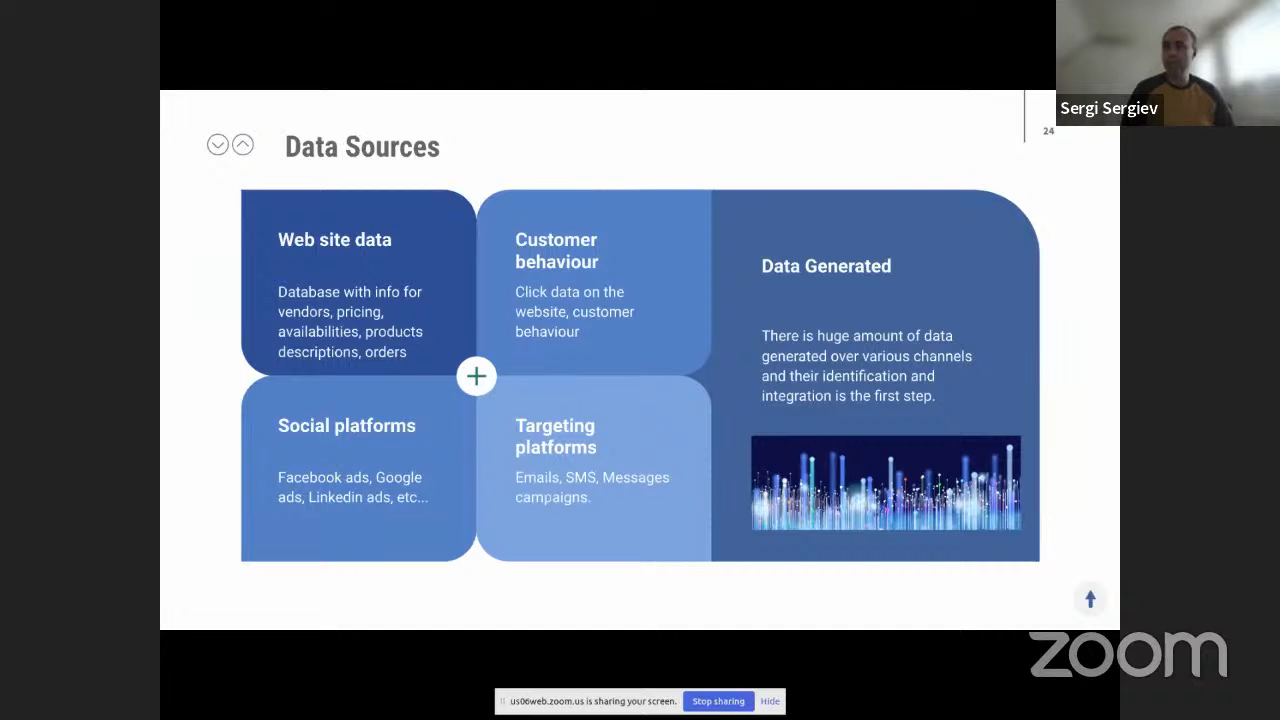 Sergi Sergiev
24
Data Sources
Web site data
Database with info for
vendors, pricing,
availabilities, products
descriptions, orders
Customer
behaviour
Click data on the
website, customer
behaviour
Social platforms
Facebook ads, Google
ads, Linkedin ads, etc...
Targeting
platforms
Emails, SMS, Messages
campaigns.
Data Generated
There is huge amount of data
generated over various channels
and their identification and
integration is the first step.
zoom
us06web.zoom.us is sharing your screen.
Stop sharing
Hide